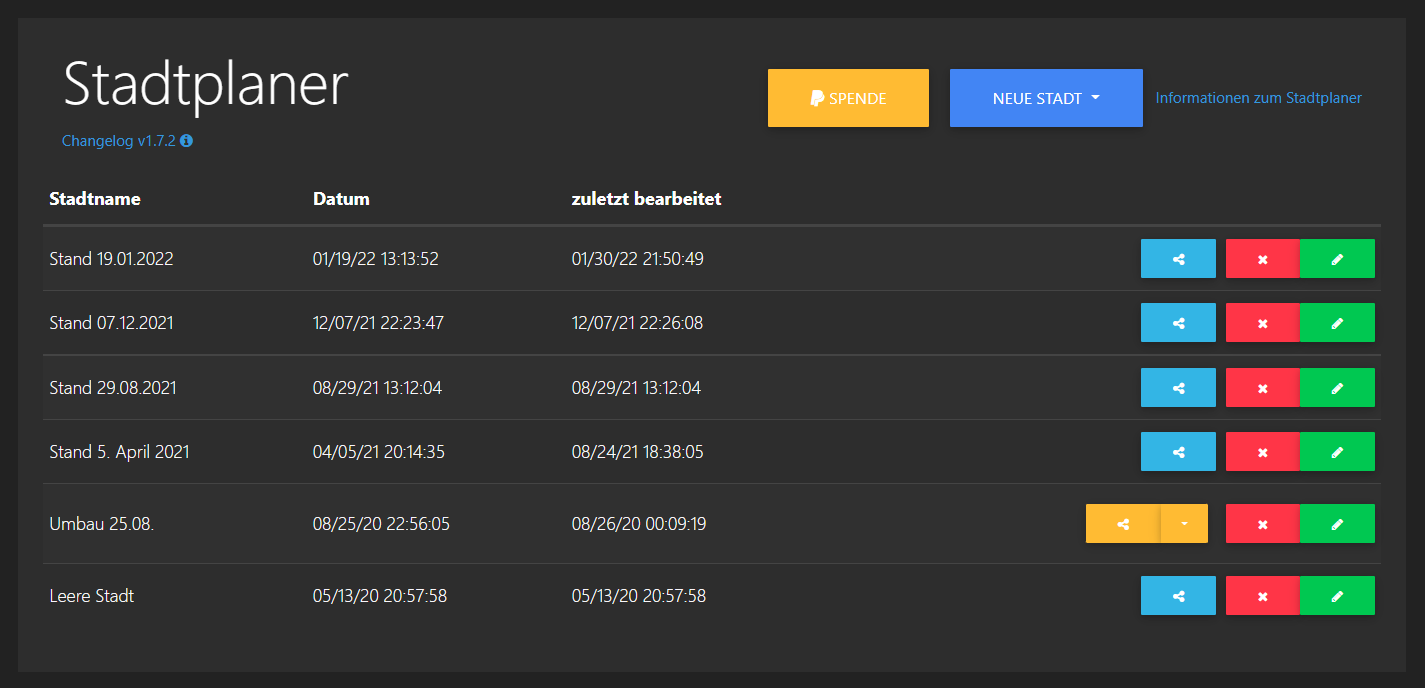 Stadtplaner
SPENDE
NEUE STADT
Informationen zum Stadtplaner
Changelog v1.7.2
Stadtname Datum zuletzt bearbeitet
Stand 19.01.2022 01/19/22 13:13:52 01/30/22 21:50:49
Stand 07.12.2021 12/07/21 22:23:47 12/07/21 22:26:08
Stand 29.08.2021 08/29/21 13:12:04 08/29/21 13:12:04
Stand 5. April 2021 04/05/21 20:14:35 08/24/21 18:38:05
Umbau 25.08. 08/25/20 22:56:05 08/26/20 00:09:19
Leere Stadt 05/13/20 20:57:58 05/13/20 20:57:58